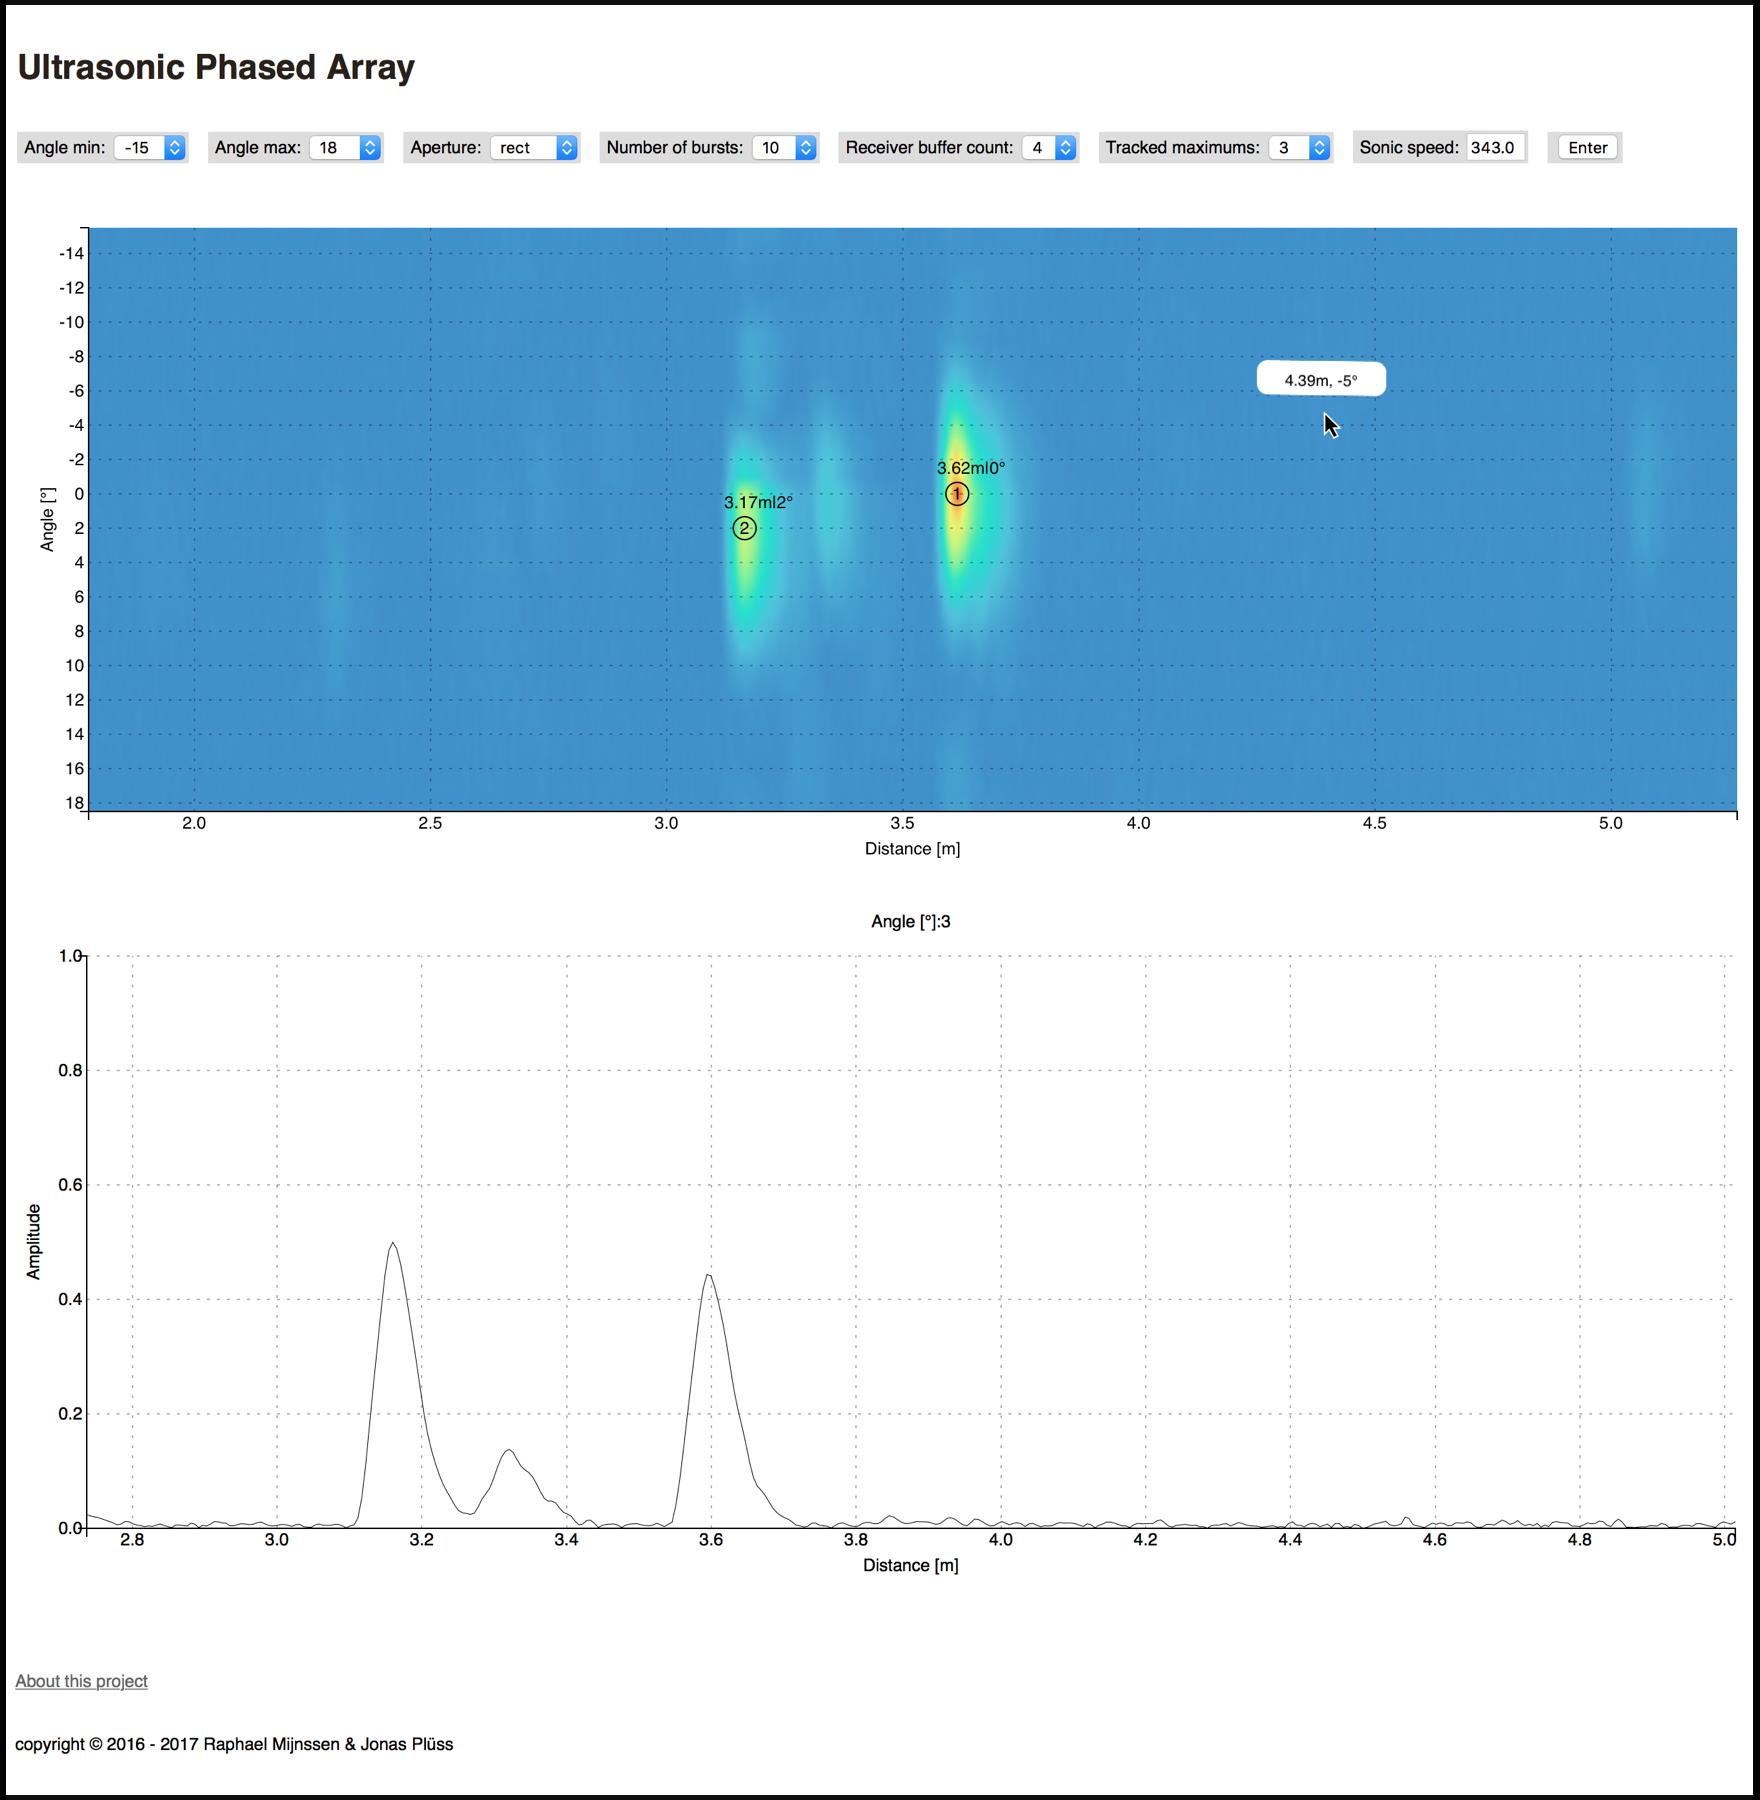 Ultrasonic Phased Array
Angle min: -15 Angle max: 18 Aperture: rect Number of bursts: 10 Receiver buffer count: 4 Tracked maximums: 3 Sonic speed: 343.0 Enter
-14
-12
-10
-8
4.39m, -5°
-6
-4
-2
3.62ml0°
0
1
3.17ml2°
2
2
4
6
8
10
12
14
16
18
Angle [°]
2.0 2.5 3.0 3.5 4.0 4.5 5.0
Distance [m]
Angle [°]:3
1.0
0.8
0.6
0.4
0.2
0.0
Amplitude
2.8 3.0 3.2 3.4 3.6 3.8 4.0 4.2 4.4 4.6 4.8 5.0
Distance [m]
About this project
copyright © 2016 - 2017 Raphael Mijnssen & Jonas Plüss